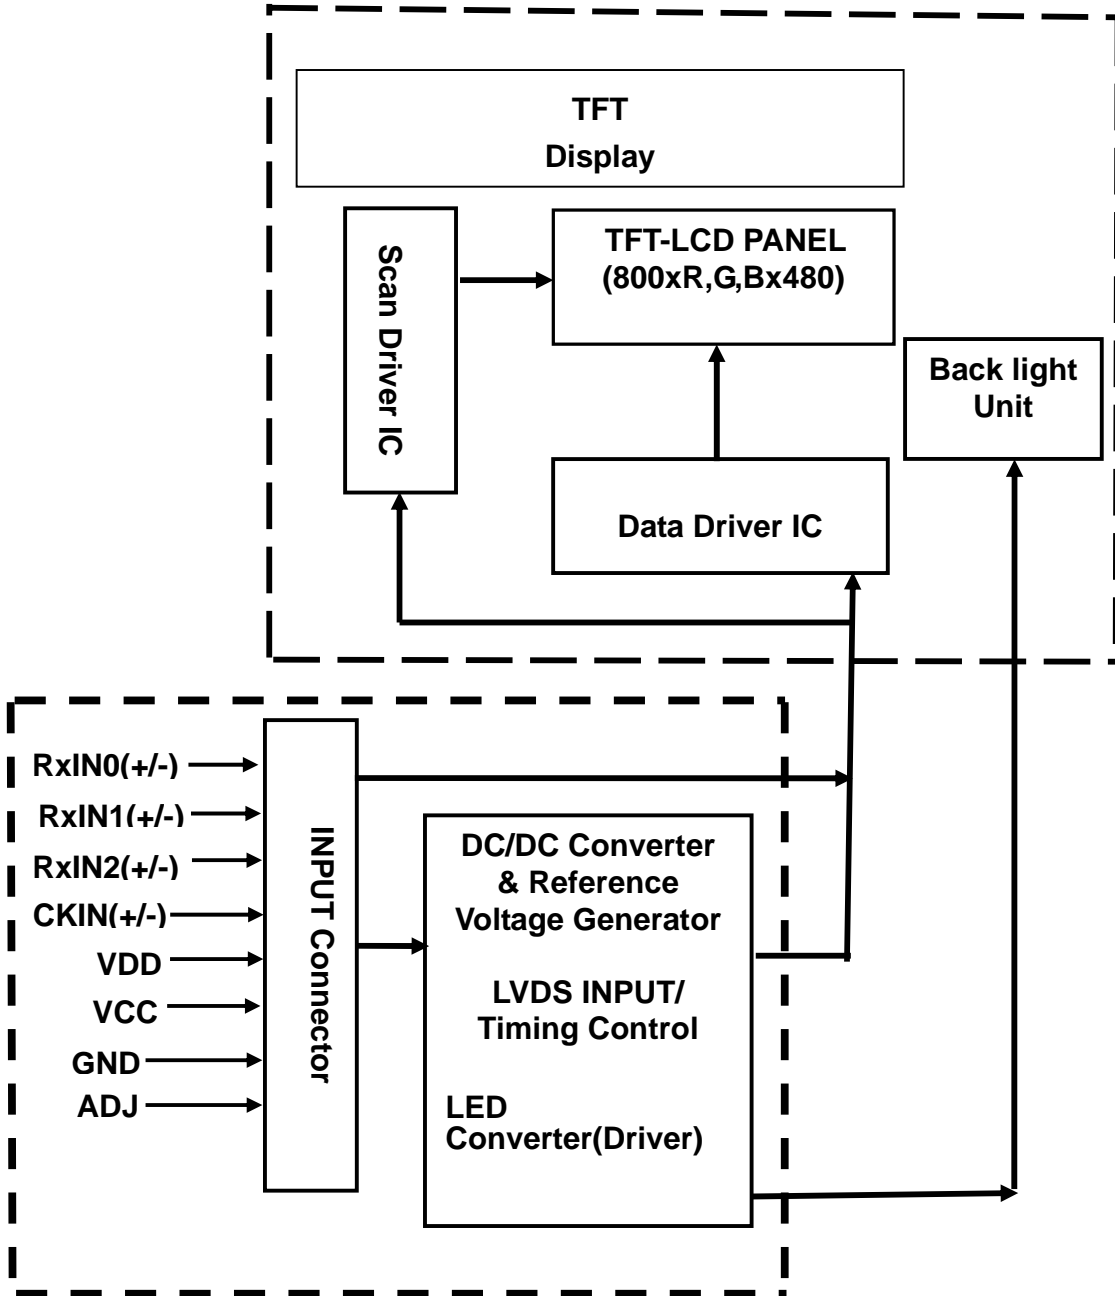 TFT
Display
TFT-LCD PANEL
(800xR,G,Bx480)
Scan Driver IC
Back light
Unit
Data Driver IC
RxIN0(+/-)
RxIN1(+/-)
RxIN2(+/-)
CKIN(+/-)
VDD
VCC
GND
ADJ
INPUT Connector
DC/DC Converter
& Reference
Voltage Generator
LVDS INPUT/
Timing Control
LED
Converter(Driver)